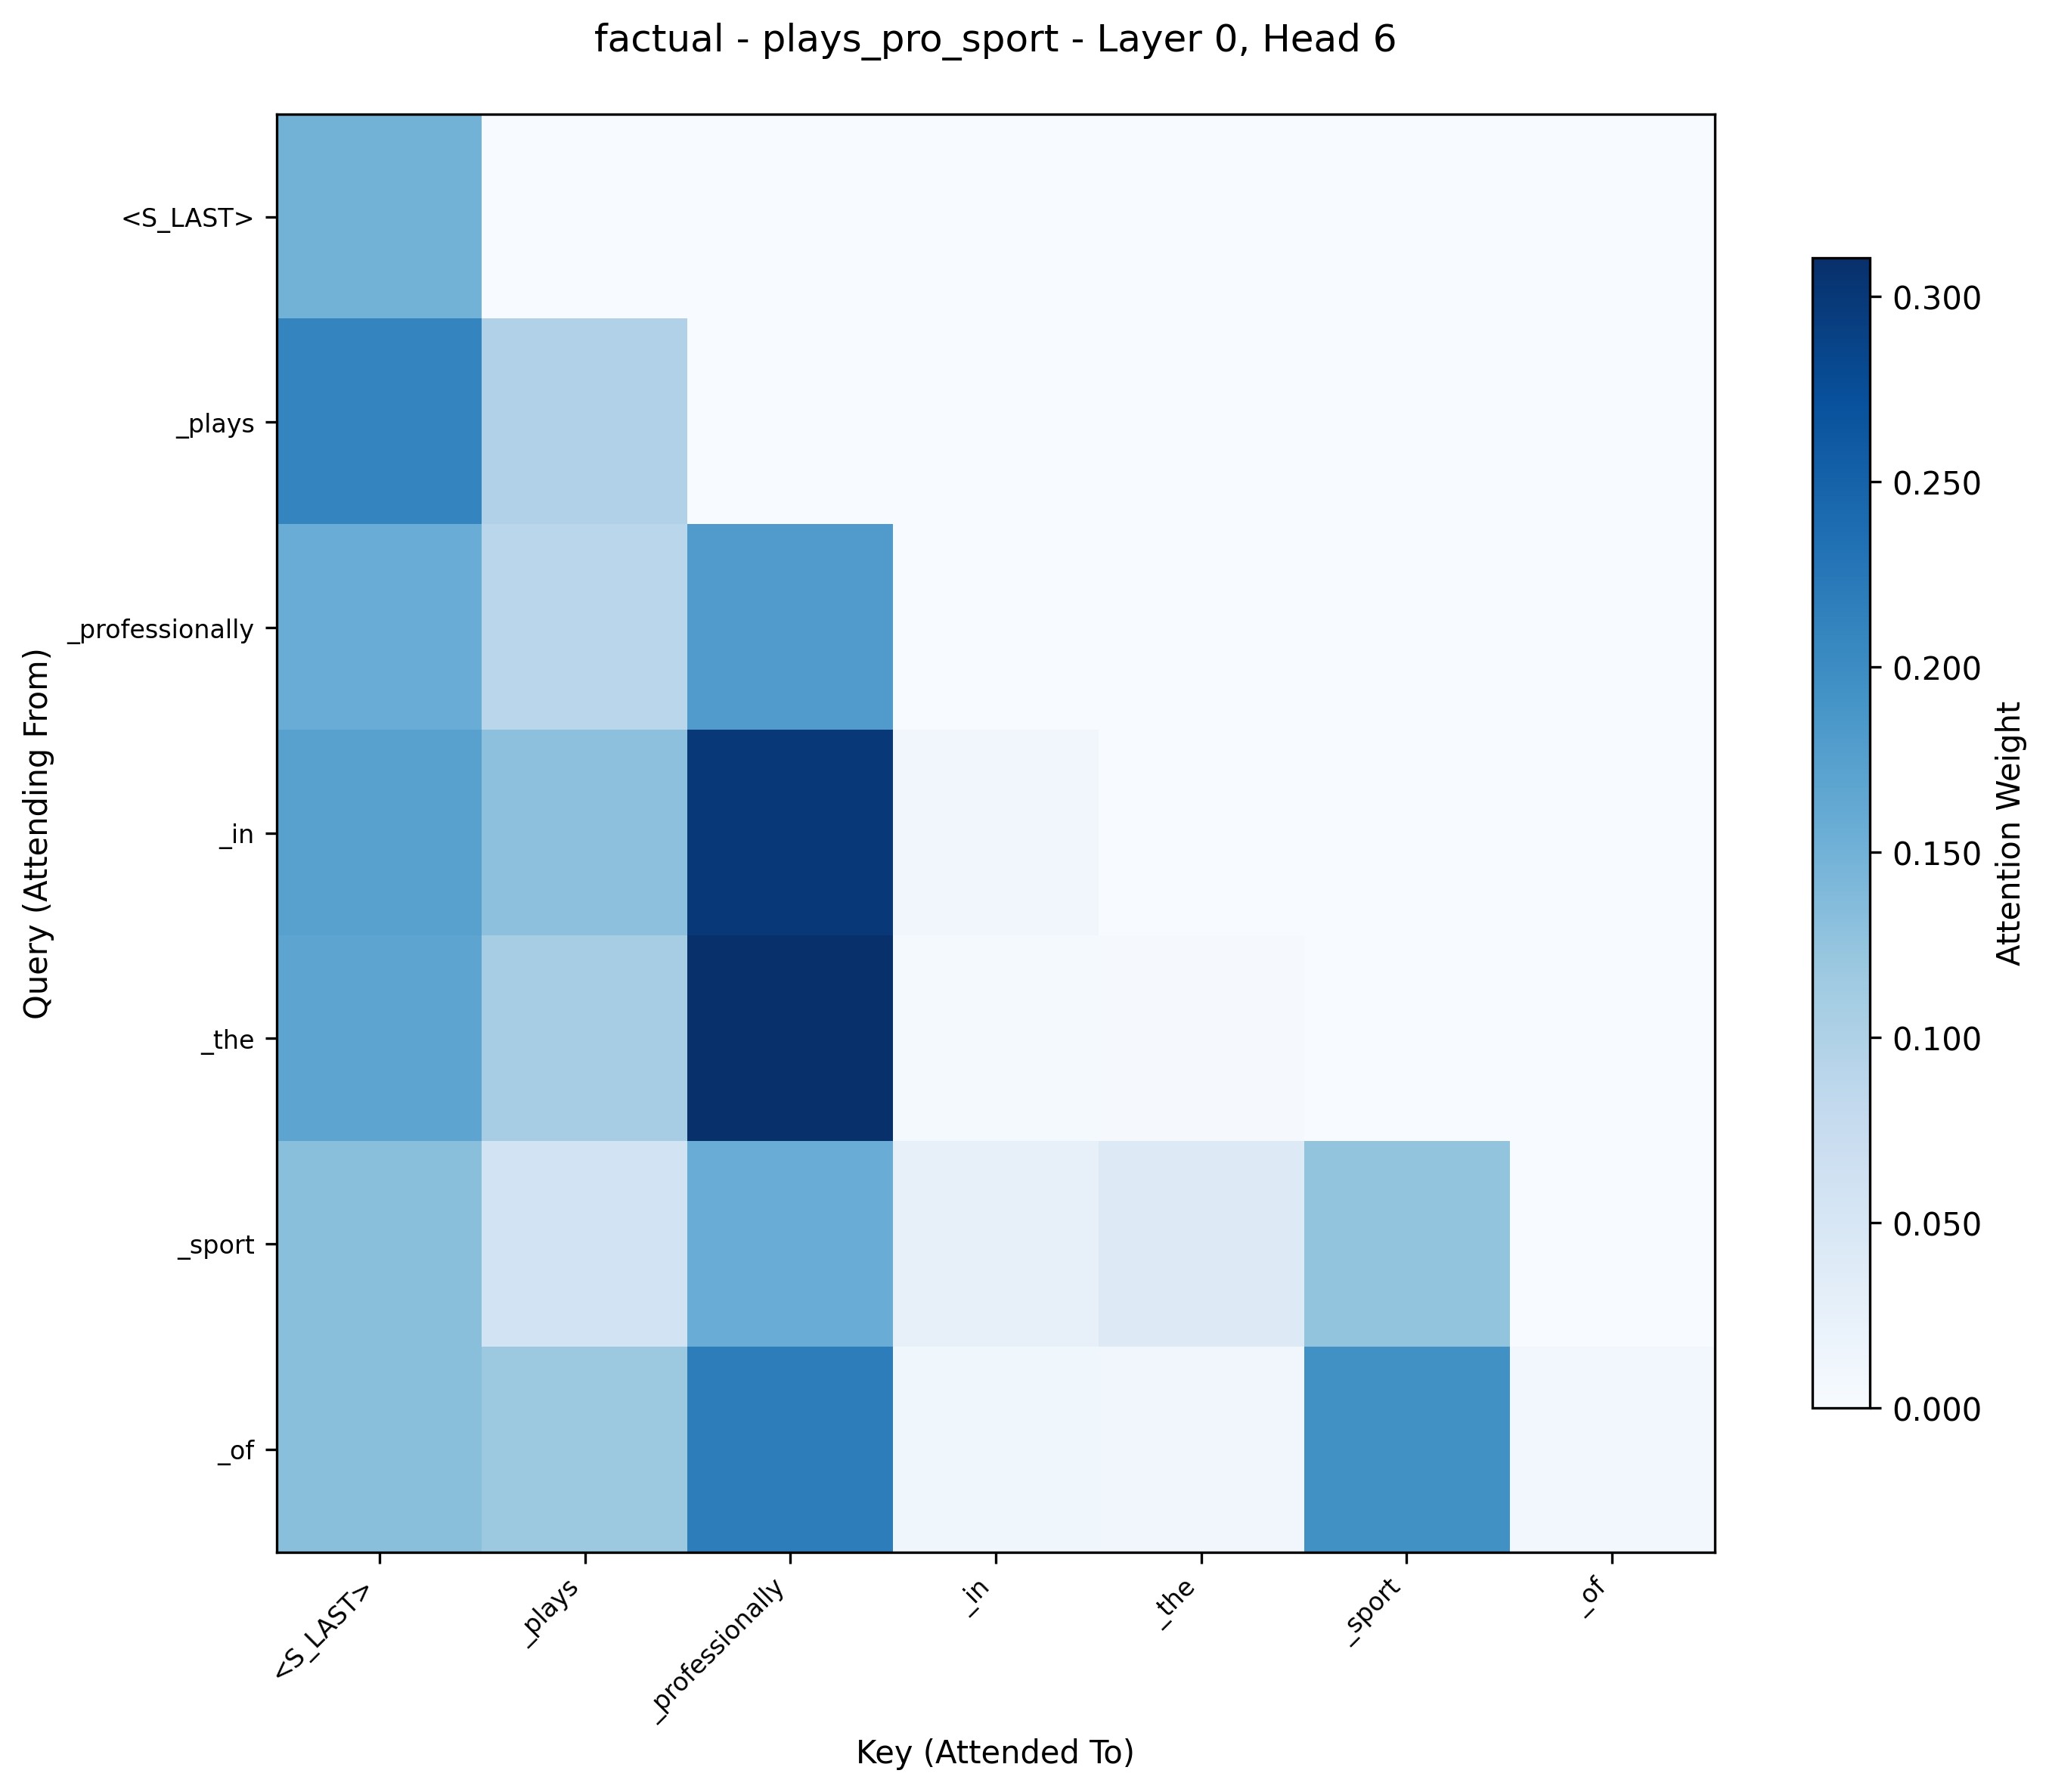 factual - plays_pro_sport - Layer 0, Head 6
Query (Attending From)
<S_LAST>
_plays
_professionally
_in
_the
_sport
_of
<S_LAST>
_plays
_professionally
_in
_the
_sport
_of
Key (Attended To)
0.300
0.250
0.200
0.150
0.100
0.050
0.000
Attention Weight